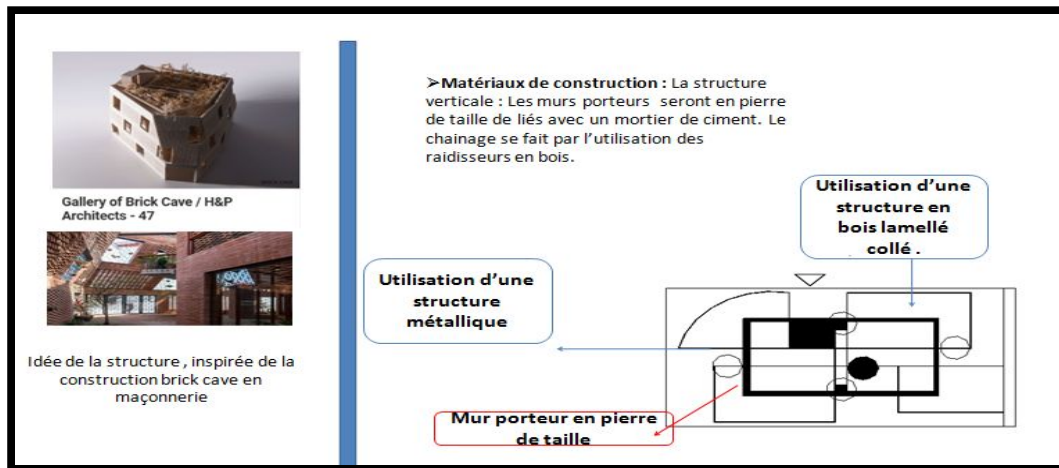 Gallery of Brick Cave / H&P
Architects - 47
Idée de la structure , inspirée de la
construction brick cave en
maçonnerie
➢Matériaux de construction : La structure
verticale : Les murs porteurs seront en pierre
de taille de liés avec un mortier de ciment. Le
chainage se fait par l’utilisation des
raidisseurs en bois.
Utilisation d’une
structure en
bois lamellé
collé .
Utilisation d’une
structure
métallique
Mur porteur en pierre
de taille